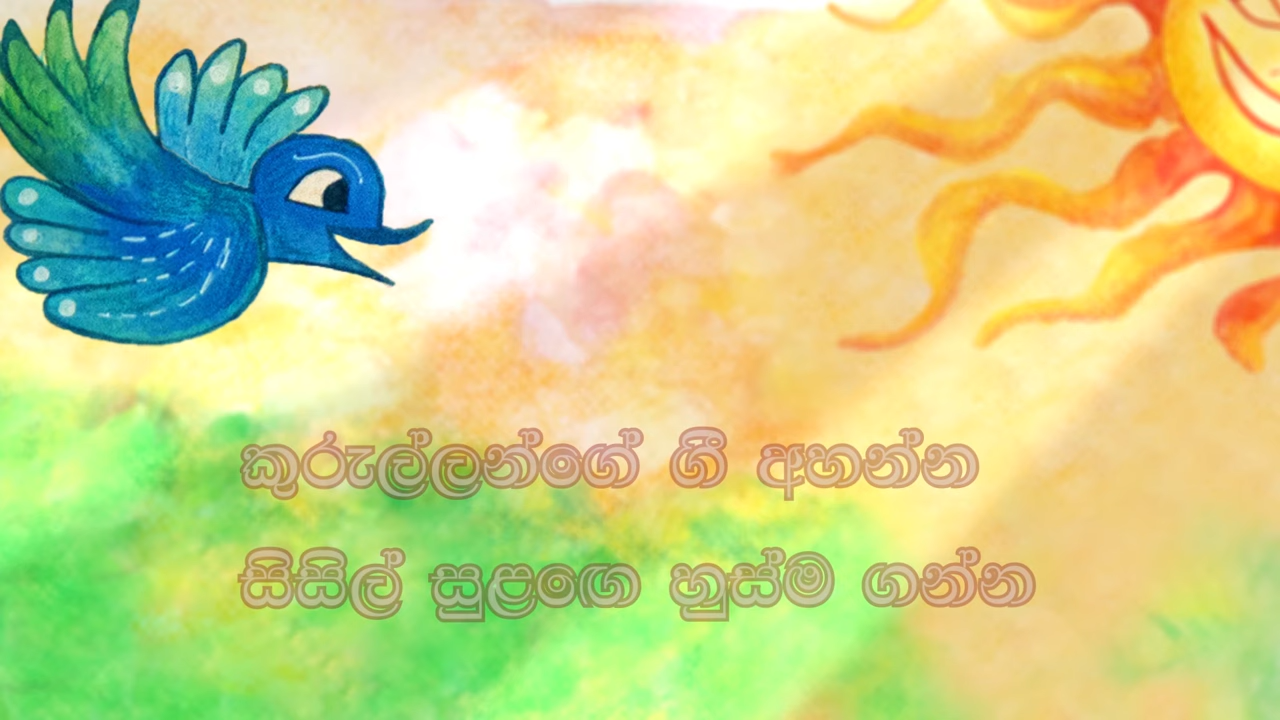 කුරුල්ලන්ගේ ගී අහන්න
සිසිල් සුළඟෙ හුස්ම ගන්න